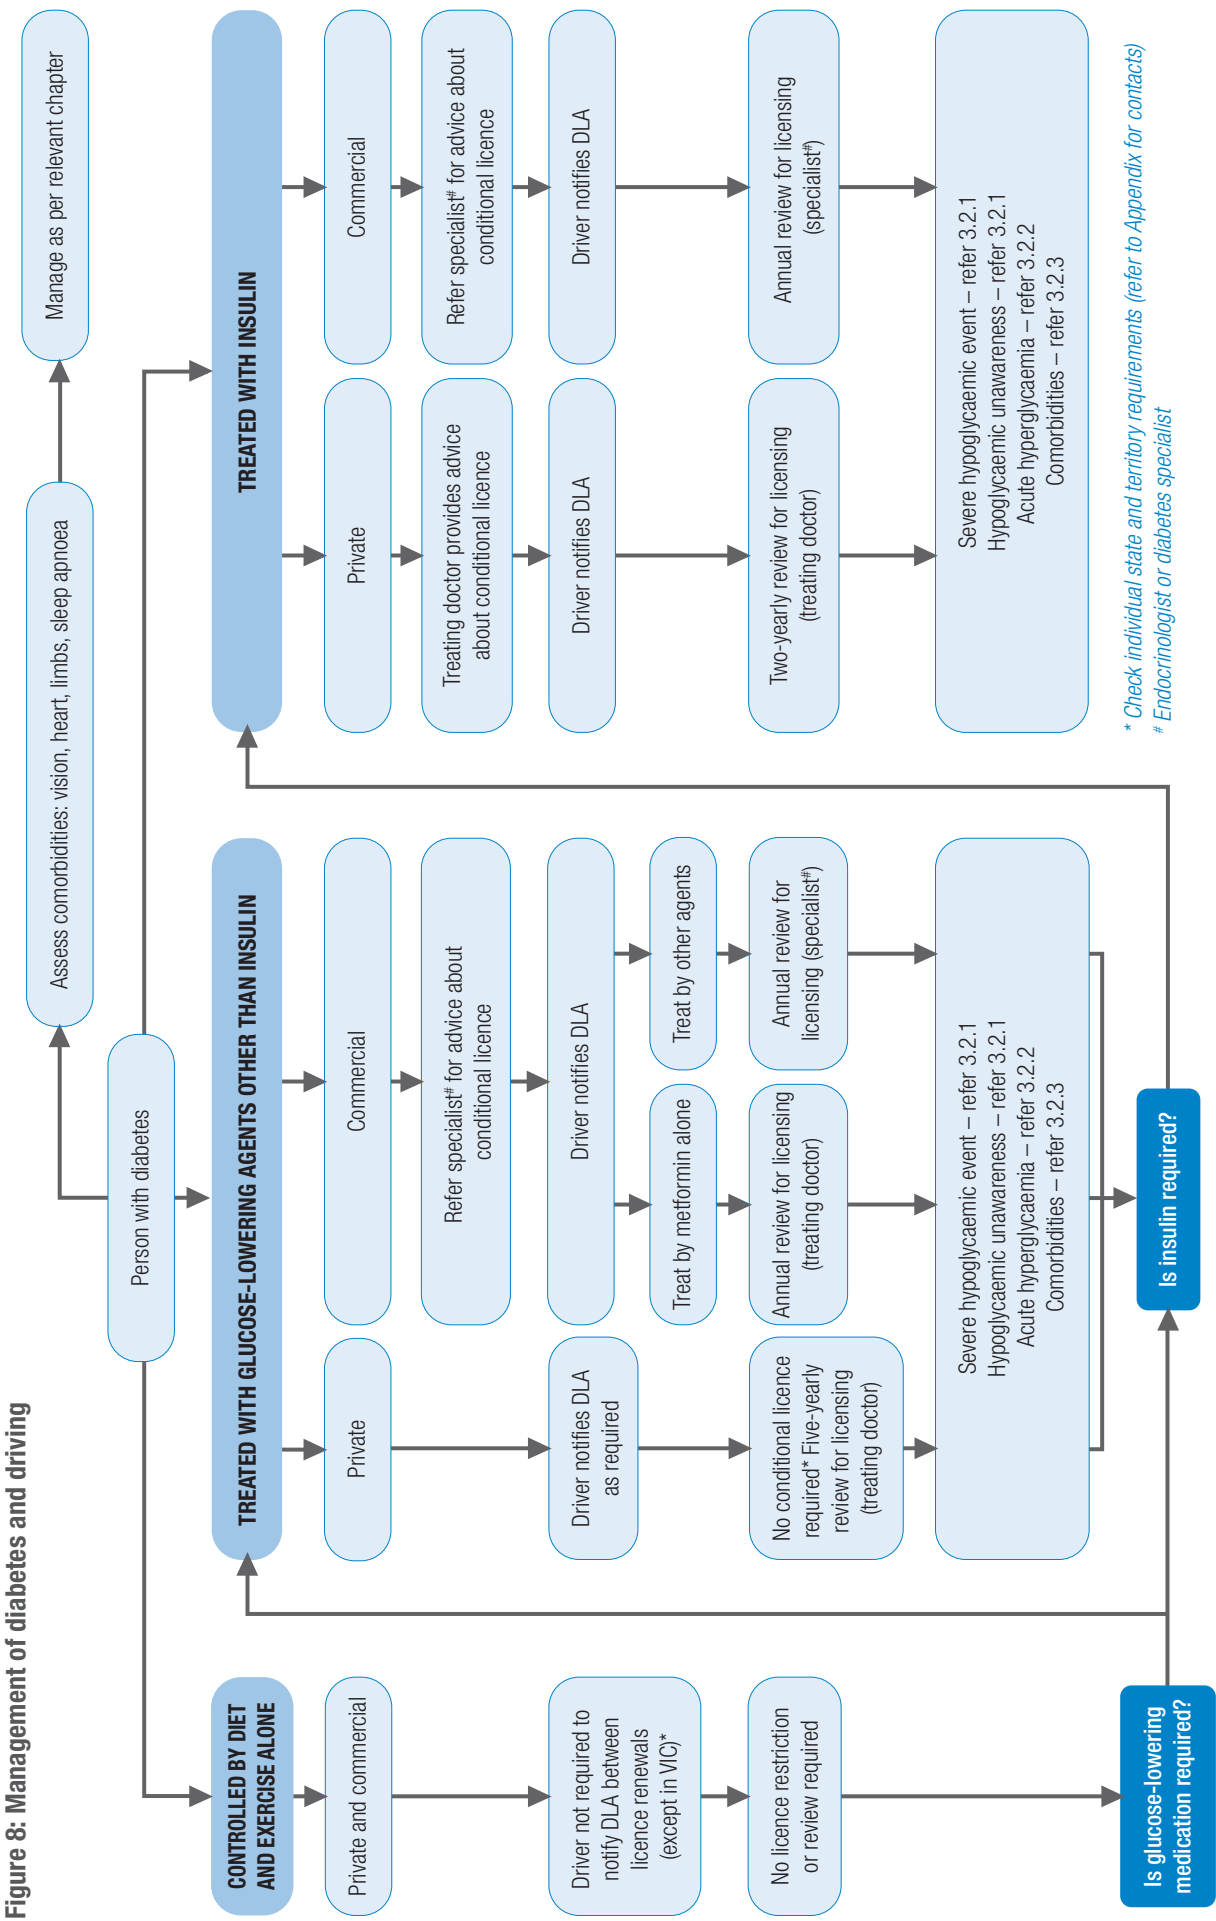 Figure 8: Management of diabetes and driving
Person with diabetes
Assess comorbidities: vision, heart, limbs, sleep apnoea
Manage as per relevant chapter
CONTROLLED BY DIET
AND EXERCISE ALONE
Private and commercial
Driver not required to
notify DLA between
licence renewals
(except in VIC)*
No licence restriction
or review required
Is glucose-lowering
medication required?
TREATED WITH GLUCOSE-LOWERING AGENTS OTHER THAN INSULIN
Private
Driver notifies DLA
as required
No conditional licence
required* Five-yearly
review for licensing
(treating doctor)
Commercial
Refer specialist# for advice about
conditional licence
Driver notifies DLA
Treat by metformin alone
Annual review for licensing
(treating doctor)
Treat by other agents
Annual review for
licensing (specialist#)
Severe hypoglycaemic event – refer 3.2.1
Hypoglycaemic unawareness – refer 3.2.1
Acute hyperglycaemia – refer 3.2.2
Comorbidities – refer 3.2.3
Is insulin required?
TREATED WITH INSULIN
Private
Treating doctor provides advice
about conditional licence
Driver notifies DLA
Two-yearly review for licensing
(treating doctor)
Commercial
Refer specialist# for advice about
conditional licence
Driver notifies DLA
Annual review for licensing
(specialist#)
Severe hypoglycaemic event – refer 3.2.1
Hypoglycaemic unawareness – refer 3.2.1
Acute hyperglycaemia – refer 3.2.2
Comorbidities – refer 3.2.3
* Check individual state and territory requirements (refer to Appendix for contacts)
# Endocrinologist or diabetes specialist